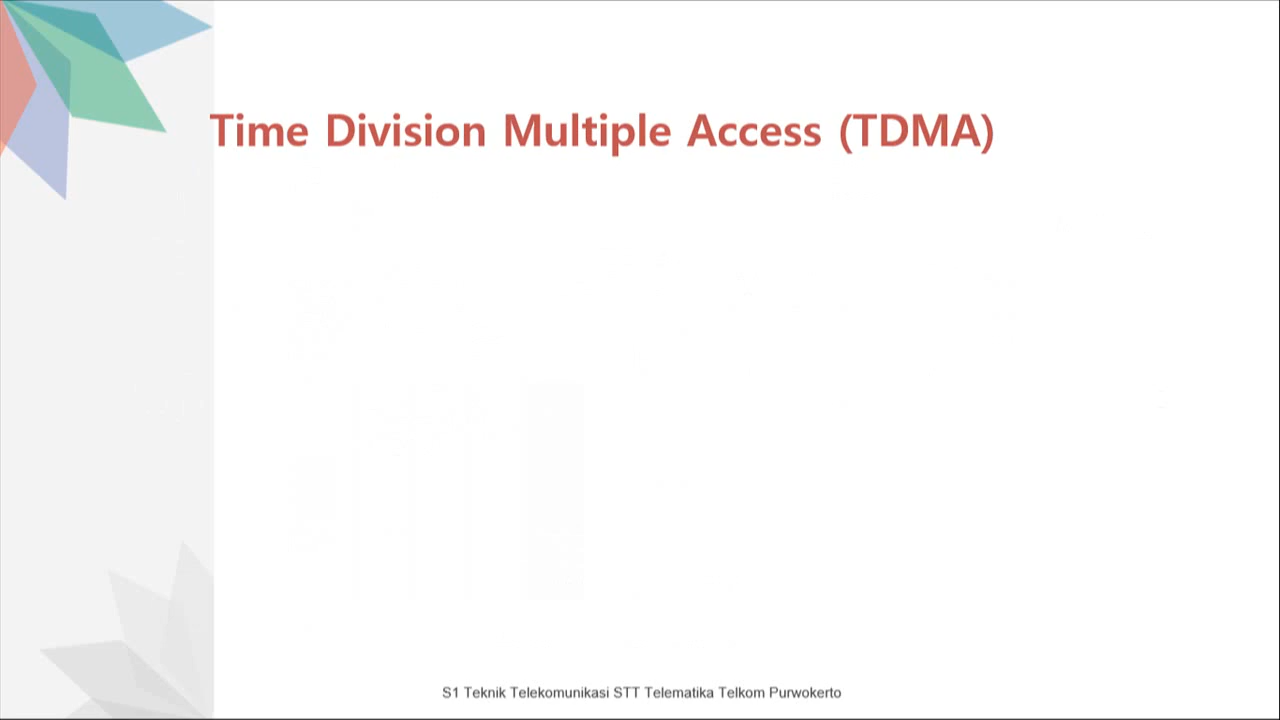 Time Division Multiple Access (TDMA)
S1 Teknik Telekomunikasi STT Telematika Telkom Purwokerto